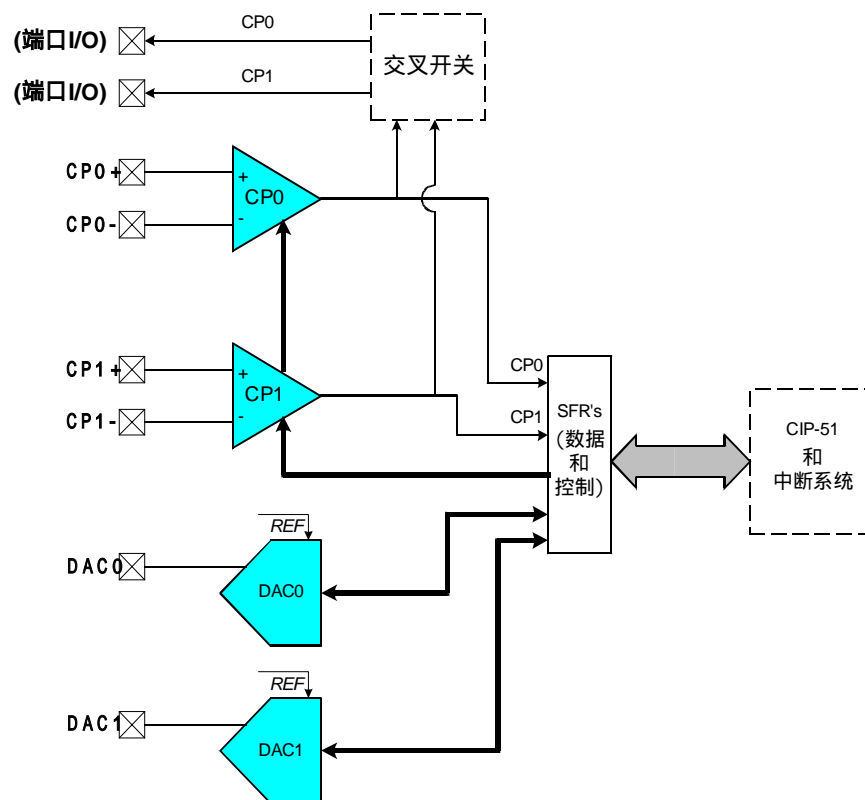 (端口I/O)
CP0
(端口I/O)
CP1
交叉开关
CP0+
+
CP0
CP0-
-
CP1+
+
CP1
CP1-
-
CP0
CP1
SFR's
(数据
和
控制)
CIP-51
和
中断系统
REF
DAC0
DAC0
REF
DAC1
DAC1